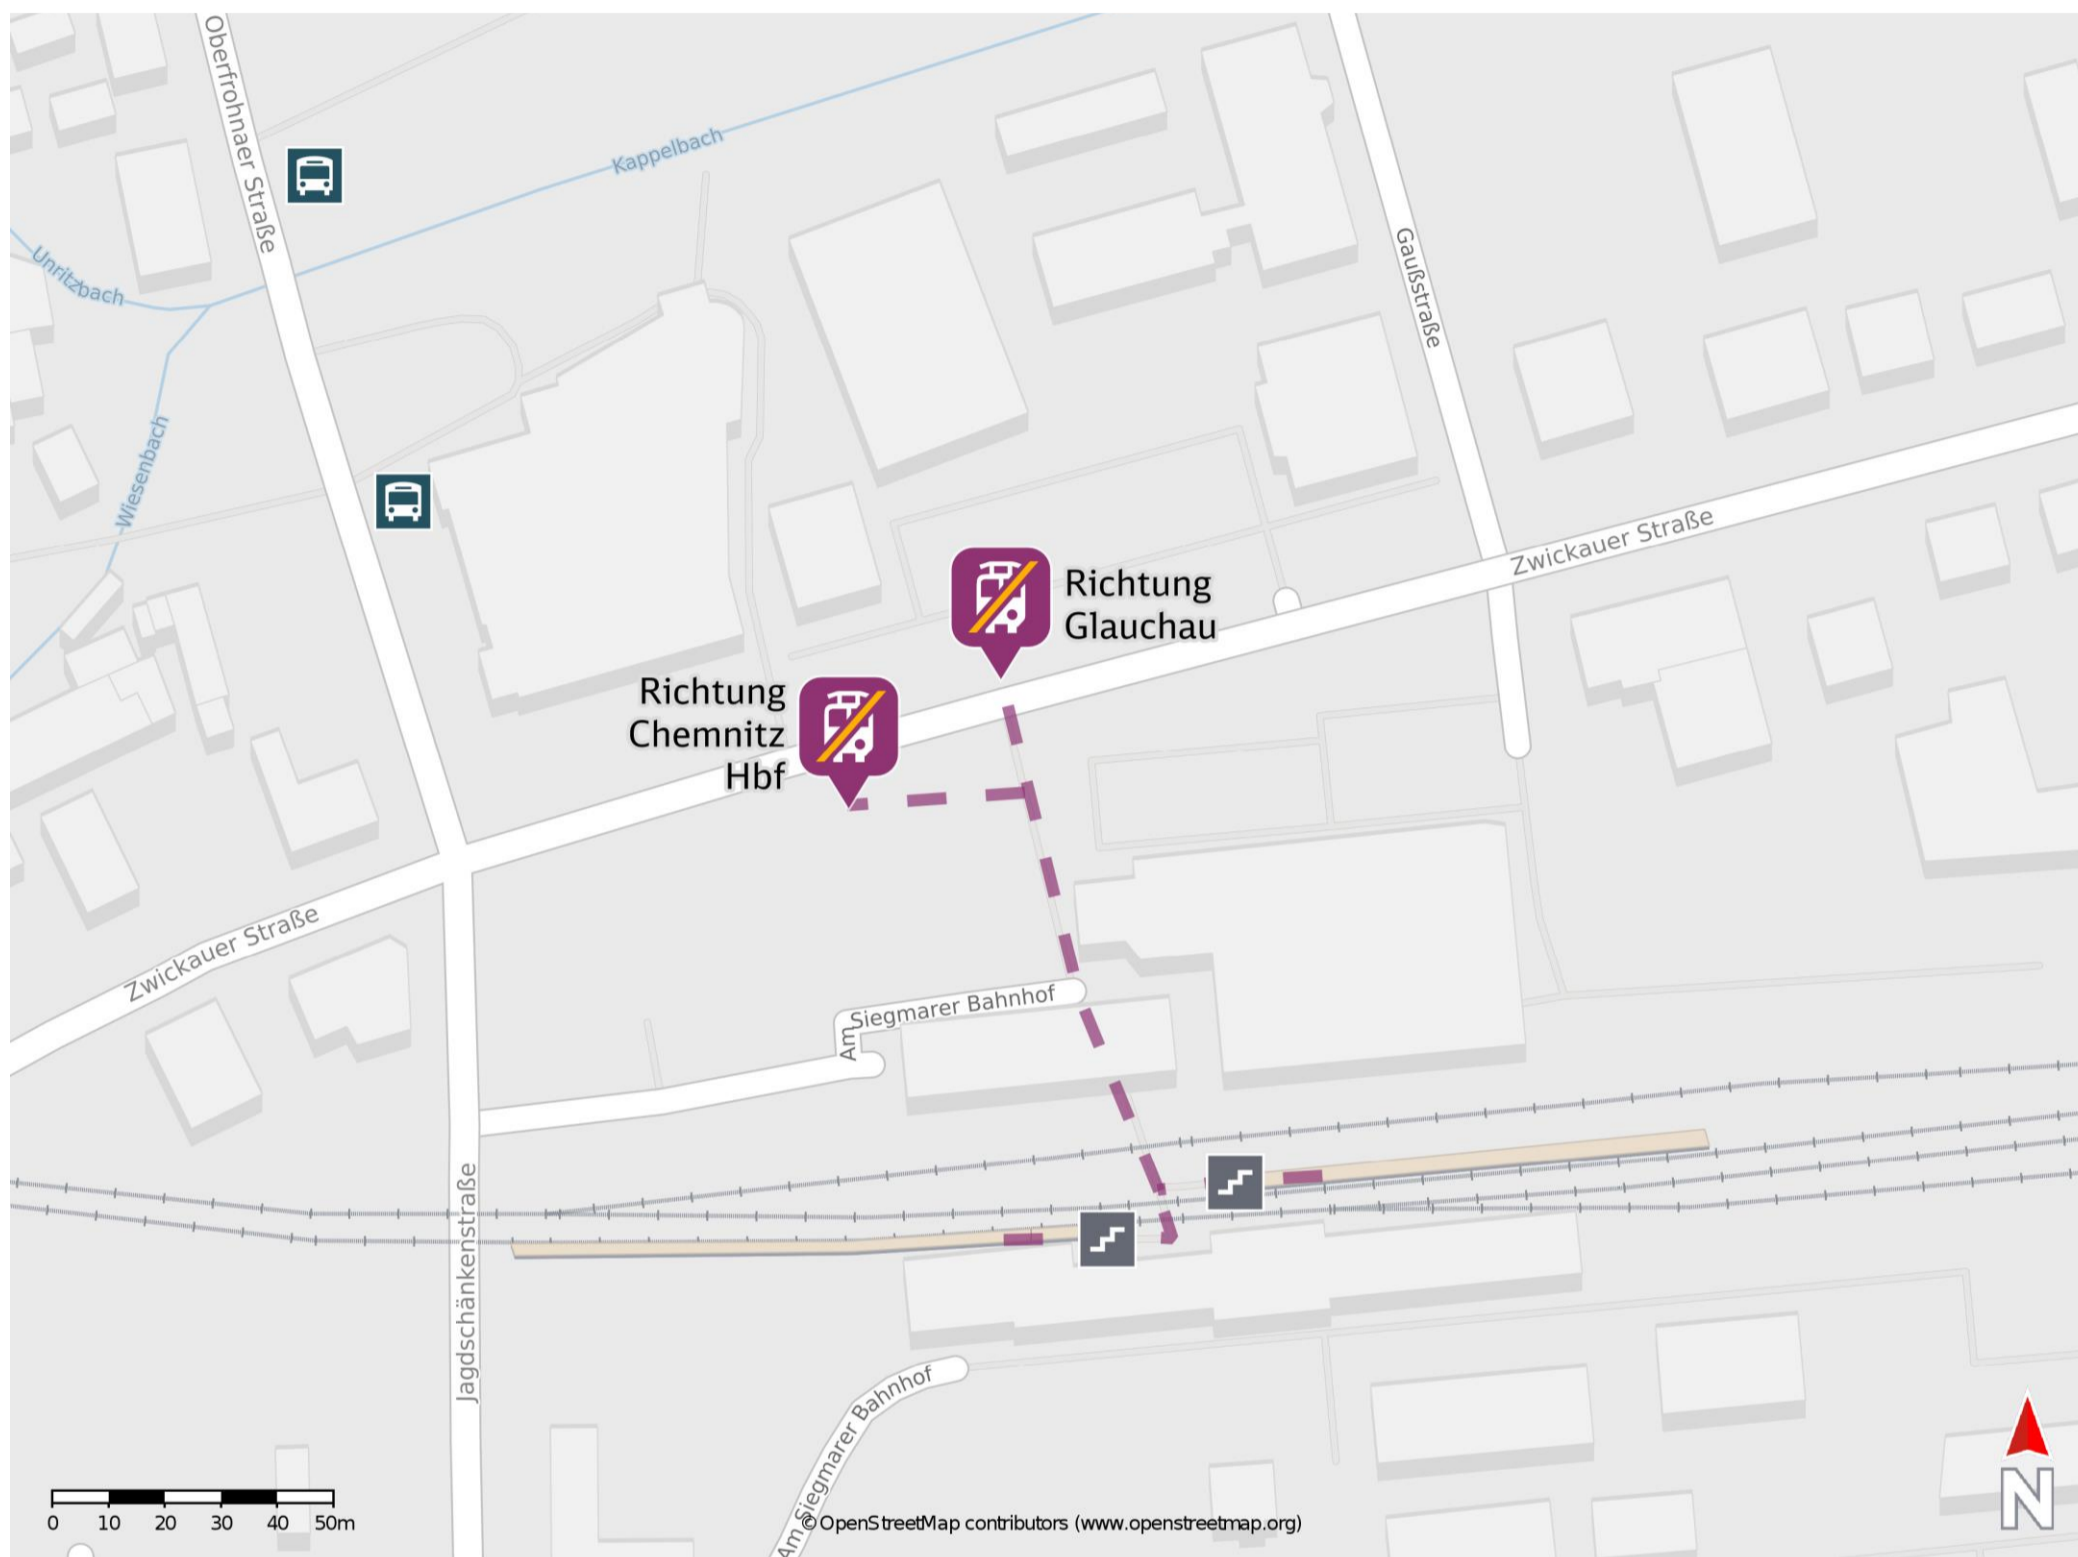 Oberfrohnaer Straße
Kappelbach
Unritzbach
Gaußstraße
Wiesenbach
Zwickauer Straße
Richtung
Glauchau
Richtung
Chemnitz
Hbf
Zwickauer Straße
Am Siegmarer Bahnhof
Jagdschänkenstraße
Am Siegmarer Bahnhof
0 10 20 30 40 50m
© OpenStreetMap contributors (www.openstreetmap.org)
N